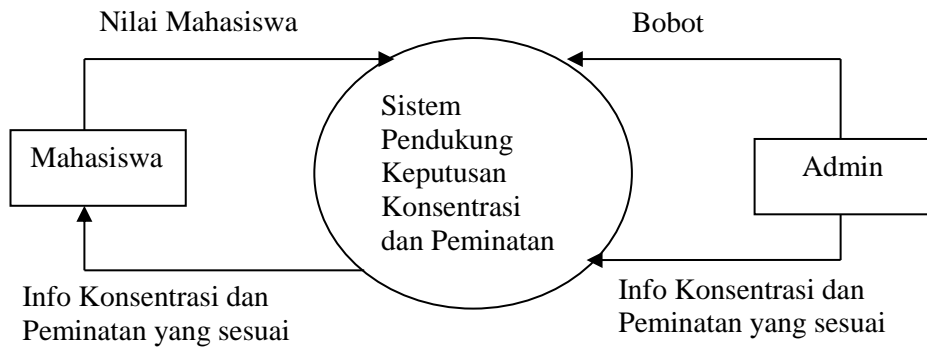 Nilai Mahasiswa
Bobot
Sistem
Pendukung
Keputusan
Konsentrasi
dan Peminatan
Mahasiswa
Admin
Info Konsentrasi dan
Peminatan yang sesuai
Info Konsentrasi dan
Peminatan yang sesuai